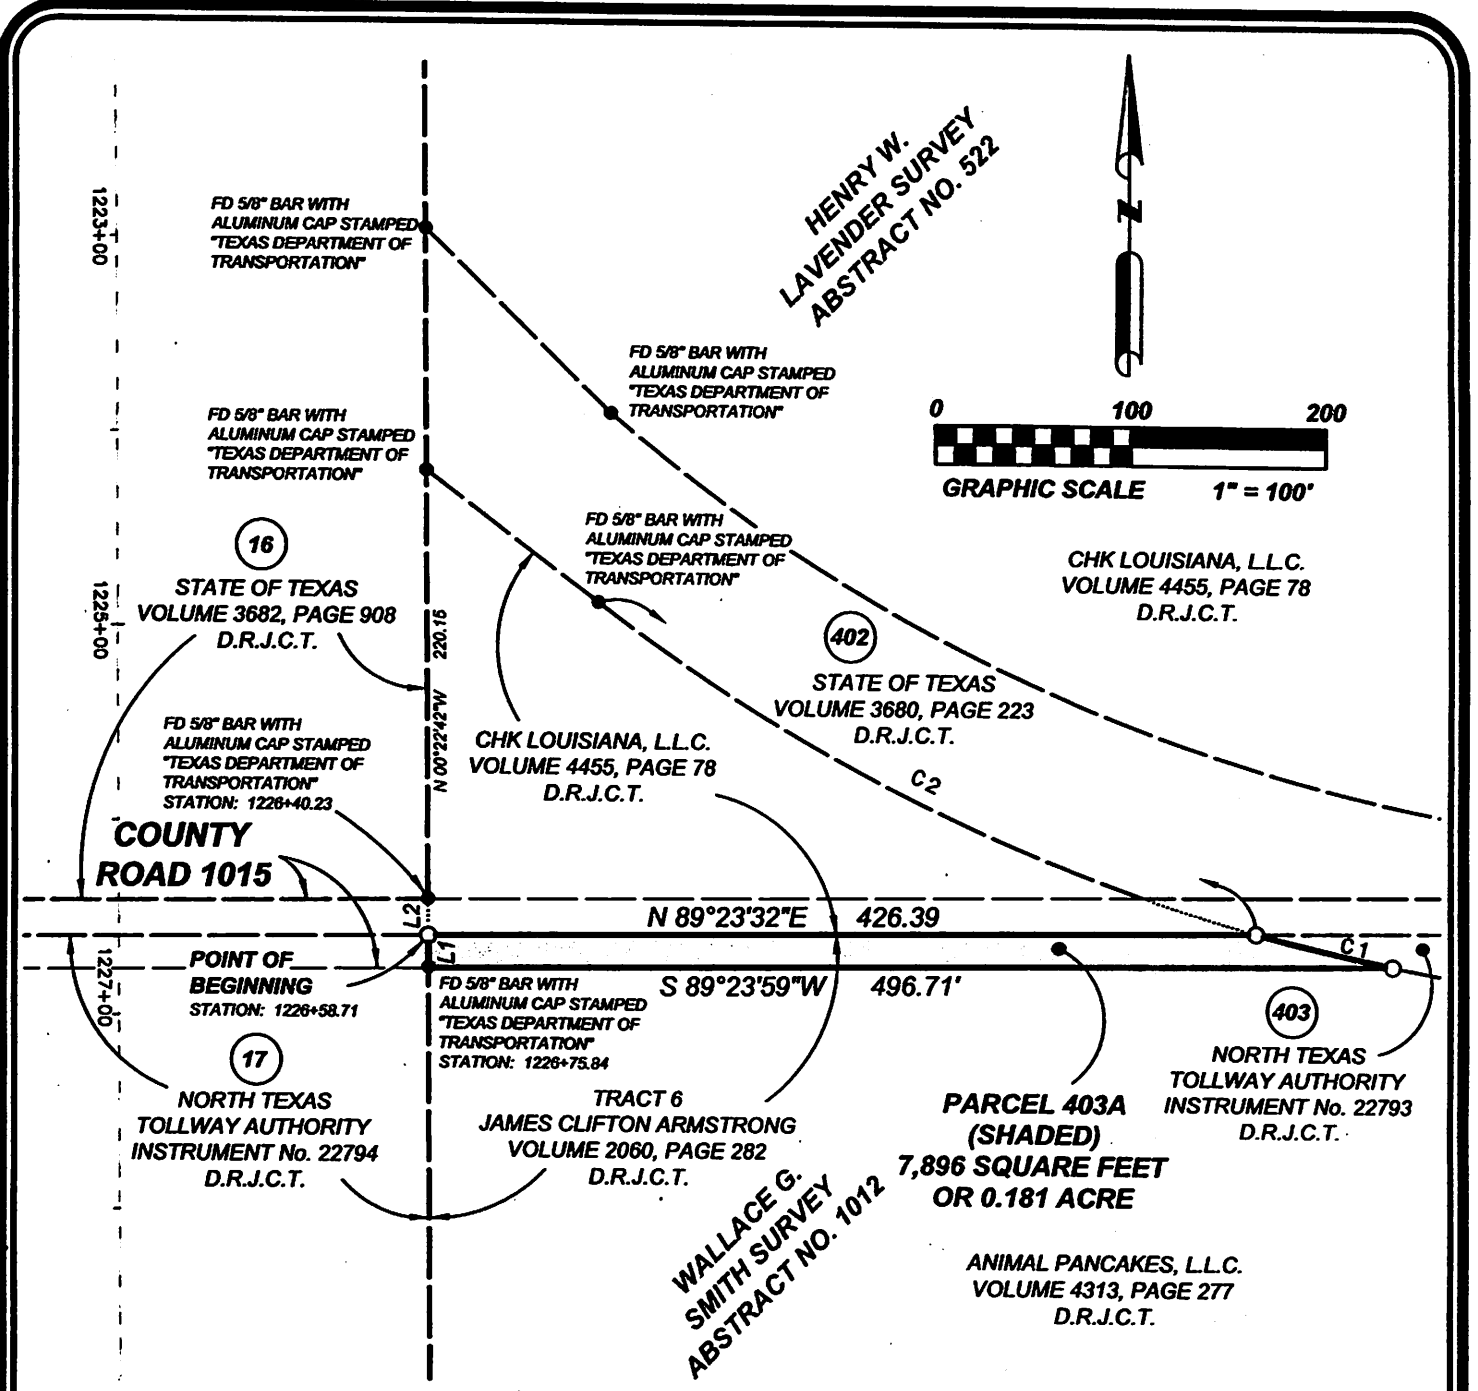 HENRY W.
LAVENDER SURVEY
ABSTRACT NO. 522
N
1223+00
FD 5/8" BAR WITH
ALUMINUM CAP STAMPED
"TEXAS DEPARTMENT OF
TRANSPORTATION"
FD 5/8" BAR WITH
ALUMINUM CAP STAMPED
"TEXAS DEPARTMENT OF
TRANSPORTATION"
0 100 200
GRAPHIC SCALE 1" = 100'
FD 5/8" BAR WITH
ALUMINUM CAP STAMPED
"TEXAS DEPARTMENT OF
TRANSPORTATION"
FD 5/8" BAR WITH
ALUMINUM CAP STAMPED
"TEXAS DEPARTMENT OF
TRANSPORTATION"
CHK LOUISIANA, L.L.C.
VOLUME 4455, PAGE 78
D.R.J.C.T.
16
STATE OF TEXAS
VOLUME 3682, PAGE 908
D.R.J.C.T.
1225+00
N 00°22'42"W 220.15
402
STATE OF TEXAS
VOLUME 3680, PAGE 223
D.R.J.C.T.
FD 5/8" BAR WITH
ALUMINUM CAP STAMPED
"TEXAS DEPARTMENT OF
TRANSPORTATION"
STATION: 1226+40.23
CHK LOUISIANA, L.L.C.
VOLUME 4455, PAGE 78
D.R.J.C.T.
C2
COUNTY
ROAD 1015
L2
N 89°23'32"E 426.39
L1
C1
POINT OF
BEGINNING
STATION: 1226+58.71
1227+00
S 89°23'59"W 496.71'
FD 5/8" BAR WITH
ALUMINUM CAP STAMPED
"TEXAS DEPARTMENT OF
TRANSPORTATION"
STATION: 1226+75.84
403
NORTH TEXAS
TOLLWAY AUTHORITY
INSTRUMENT No. 22793
D.R.J.C.T.
17
NORTH TEXAS
TOLLWAY AUTHORITY
INSTRUMENT No. 22794
D.R.J.C.T.
TRACT 6
JAMES CLIFTON ARMSTRONG
VOLUME 2060, PAGE 282
D.R.J.C.T.
PARCEL 403A
(SHADED)
7,896 SQUARE FEET
OR 0.181 ACRE
WALLACE G.
SMITH SURVEY
ABSTRACT NO. 1012
ANIMAL PANCAKES, L.L.C.
VOLUME 4313, PAGE 277
D.R.J.C.T.